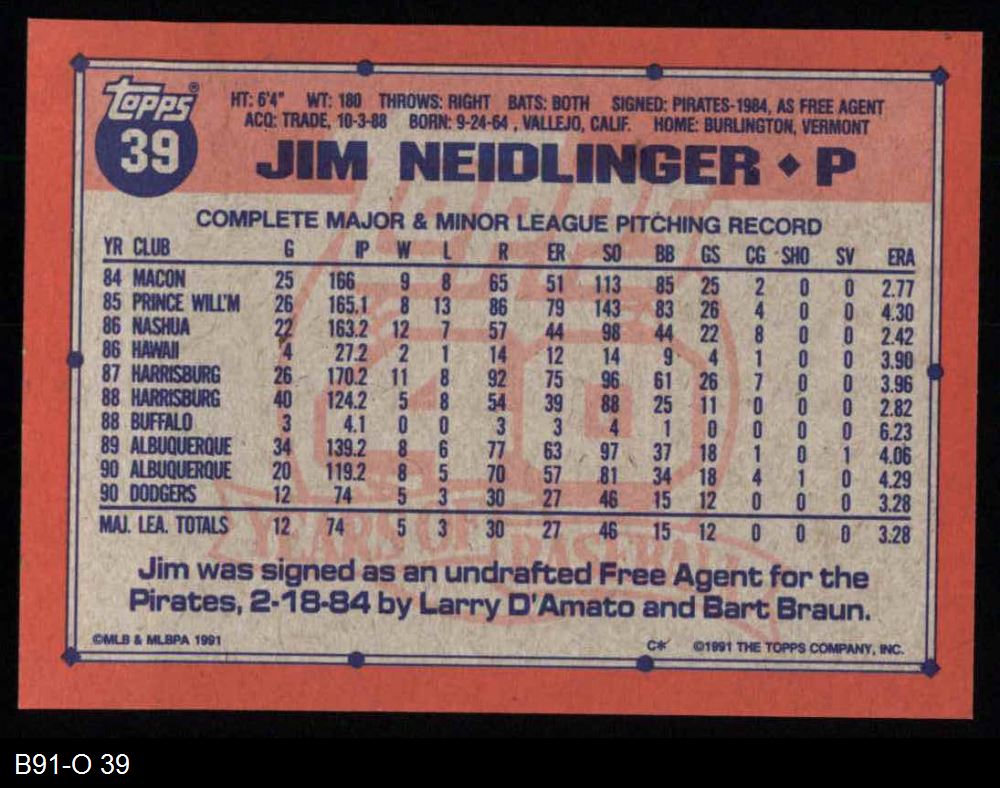 topps®
39
HT: 6'4" WT: 180 THROWS: RIGHT BATS: BOTH SIGNED: PIRATES-1984, AS FREE AGENT
ACQ: TRADE, 10-3-88 BORN: 9-24-64, VALLEJO, CALIF. HOME: BURLINGTON, VERMONT
JIM NEIDLINGER ◆ P
COMPLETE MAJOR & MINOR LEAGUE PITCHING RECORD
YR CLUB G IP W L R ER SO BB GS CG SHO SV ERA
84 MACON 25 166 9 8 65 51 113 85 25 2 0 0 2.77
85 PRINCE WILL'M 26 165.1 8 13 86 79 143 83 26 4 0 0 4.30
86 NASHUA 22 163.2 12 7 57 44 98 44 22 8 0 0 2.42
86 HAWAII 4 27.2 2 1 14 12 14 9 4 1 0 0 3.90
87 HARRISBURG 26 170.2 11 8 92 75 96 61 26 7 0 0 3.96
88 HARRISBURG 40 124.2 5 8 54 39 88 25 11 0 0 0 2.82
88 BUFFALO 3 4.1 0 0 3 3 4 1 0 0 0 0 6.23
89 ALBUQUERQUE 34 139.2 8 6 77 63 97 37 18 1 0 1 4.06
90 ALBUQUERQUE 20 119.2 8 5 70 57 81 34 18 4 1 0 4.29
90 DODGERS 12 74 5 3 30 27 46 15 12 0 0 0 3.28
MAJ. LEA. TOTALS 12 74 5 3 30 27 46 15 12 0 0 0 3.28
topps
40
YEARS OF BASEBALL
Jim was signed as an undrafted Free Agent for the
Pirates, 2-18-84 by Larry D'Amato and Bart Braun.
©MLB & MLBPA 1991
C* ©1991 THE TOPPS COMPANY, INC.
B91-O 39